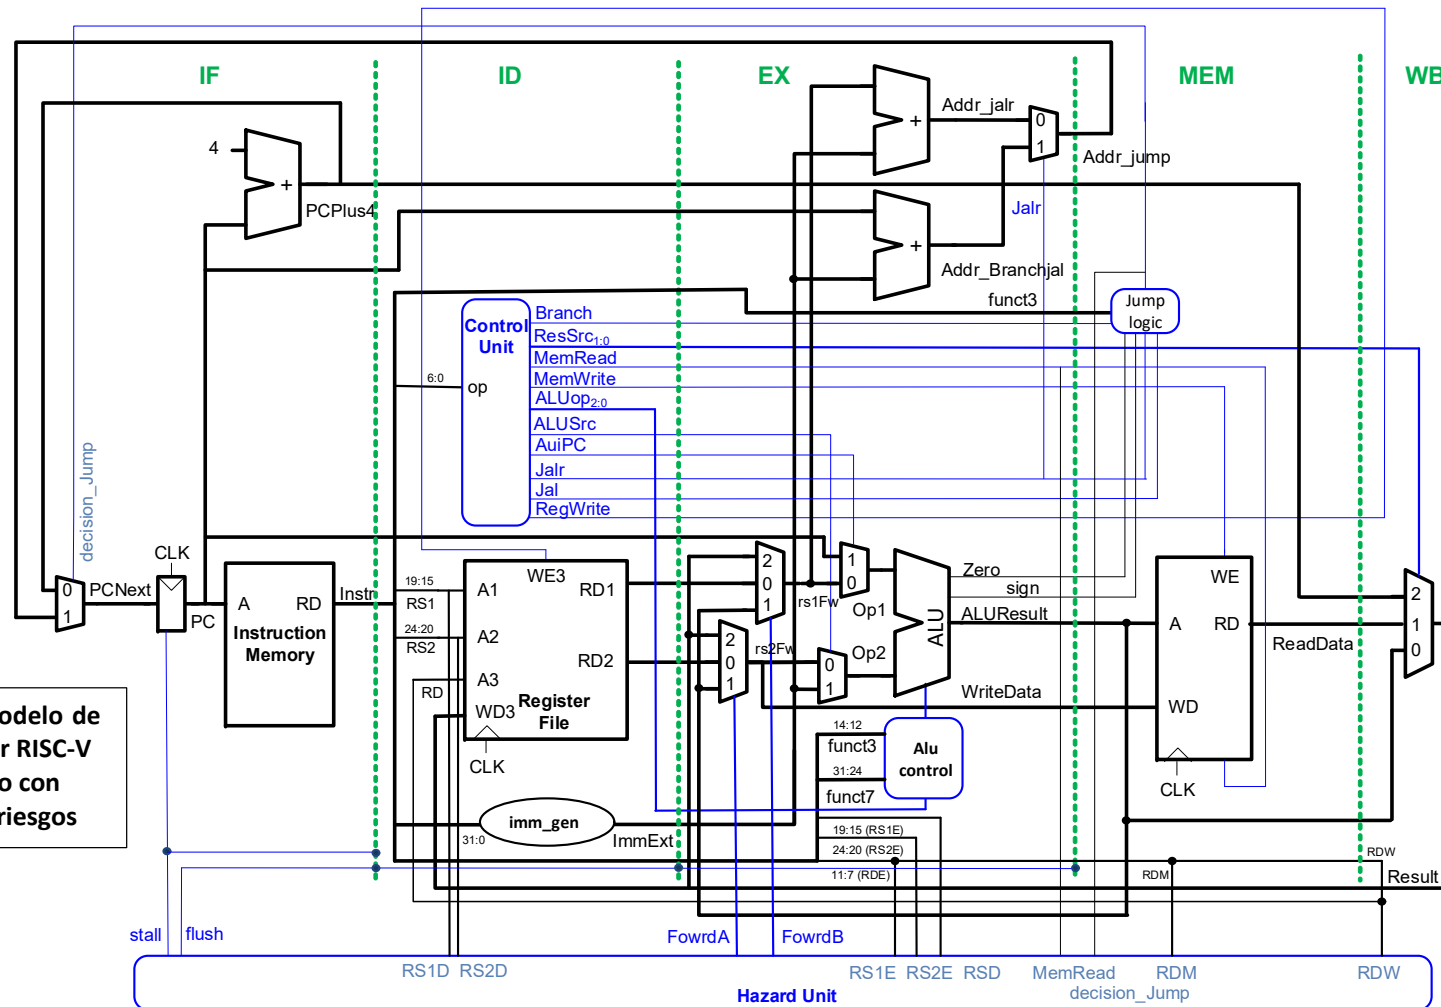 IF
ID
EX
MEM
WB
4
+
PCPlus4
+
Addr_jalr
0
1
Addr_jump
Jalr
+
Addr_Branchjal
funct3
Jump
logic
Control
Unit
6:0
op
Branch
ResSrc1:0
MemRead
MemWrite
ALUop2:0
ALUSrc
AuiPC
Jalr
Jal
RegWrite
decision_Jump
0
1
PCNext
CLK
PC
A
RD
Instruction
Memory
Instr
19:15
RS1
24:20
RS2
RD
A1
A2
A3
WD3
WE3
RD1
RD2
Register
File
CLK
2
0
1
rs1Fw
2
0
1
rs2Fw
1
0
Op1
0
1
Op2
ALU
Zero
sign
ALUResult
WriteData
WE
A
RD
WD
CLK
ReadData
2
1
0
odelo de
r RISC-V
o con
riesgos
14:12
funct3
31:24
funct7
Alu
control
31:0
imm_gen
ImmExt
19:15 (RS1E)
24:20 (RS2E)
11:7 (RDE)
RDM
RDW
Result
stall
flush
FowrdA
FowrdB
RS1D
RS2D
RS1E
RS2E
RSD
MemRead
decision_Jump
RDM
RDW
Hazard Unit